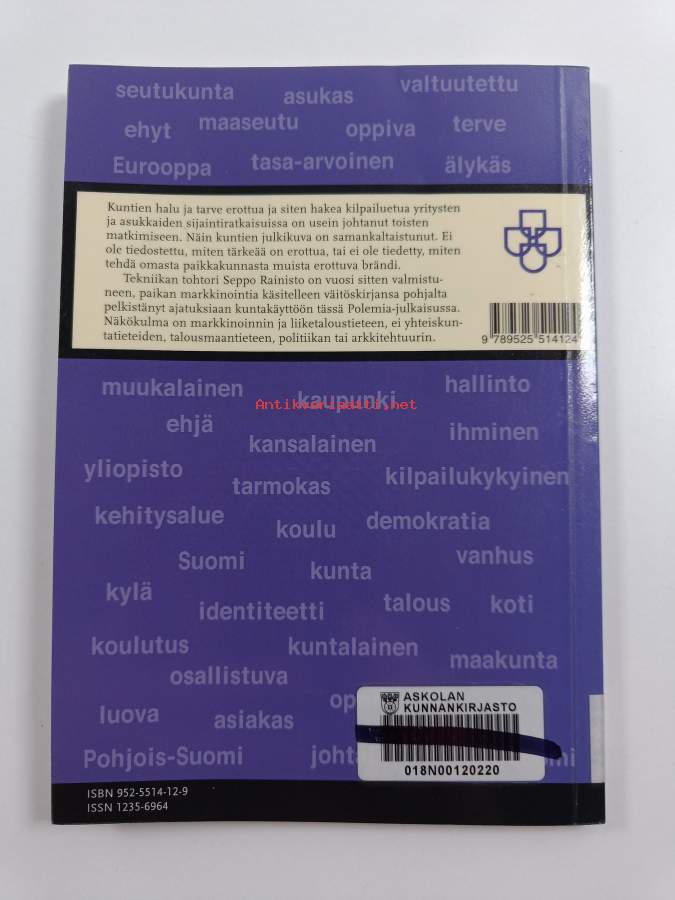 seutukunta asukas valtuutettu
ehyt maaseutu oppiva terve
Eurooppa tasa-arvoinen älykäs
Kuntien halu ja tarve erottua ja siten hakea kilpailuetua yritysten
ja asukkaiden sijaintiratkaisuissa on usein johtanut toisten
matkimiseen. Näin kuntien julkikuva on samankaltaistunut. Ei
ole tiedostettu, miten tärkeää on erottua, tai ei ole tiedetty, miten
tehdä omasta paikkakunnasta muista erottuva brändi.
Tekniikan tohtori Seppo Rainisto on vuosi sitten valmistu-
neen, paikan markkinointia käsitelleen väitöskirjansa pohjalta
pelkistänyt ajatuksiaan kuntakäyttöön tässä Polemia-julkaisussa.
Näkökulma on markkinoinnin ja liiketaloustieteen, ei yhteiskun-
tatieteiden, talousmaantieteen, politiikan tai arkkitehtuurin.
9 789525 514124
muukalainen kaupunki hallinto
Antikvariaatti.net
ehjä kansalainen ihminen
yliopisto tarmokas kilpailukykyinen
kehitysalue koulu demokratia
Suomi kunta vanhus
kylä identiteetti talous koti
koulutus kuntalainen maakunta
osallistuva
luova asiakas
Pohjois-Suomi
ASKOLAN
KUNNANKIRJASTO
018N00120220
ISBN 952-5514-12-9
ISSN 1235-6964